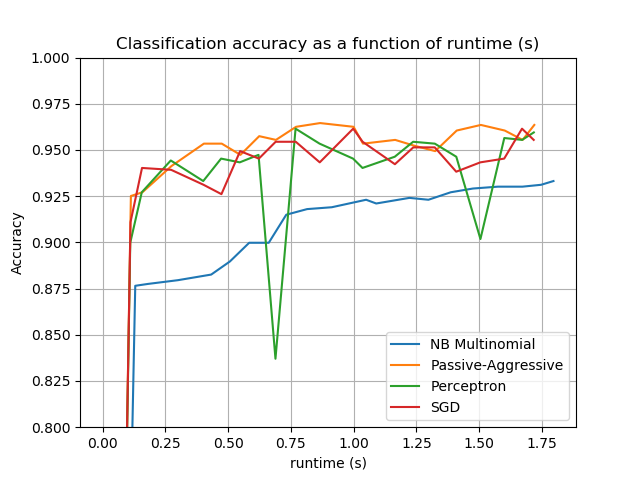 Classification accuracy as a function of runtime (s)
1.000
0.975
0.950
0.925
0.900
0.875
0.850
0.825
0.800
Accuracy
NB Multinomial
Passive-Aggressive
Perceptron
SGD
0.00 0.25 0.50 0.75 1.00 1.25 1.50 1.75
runtime (s)